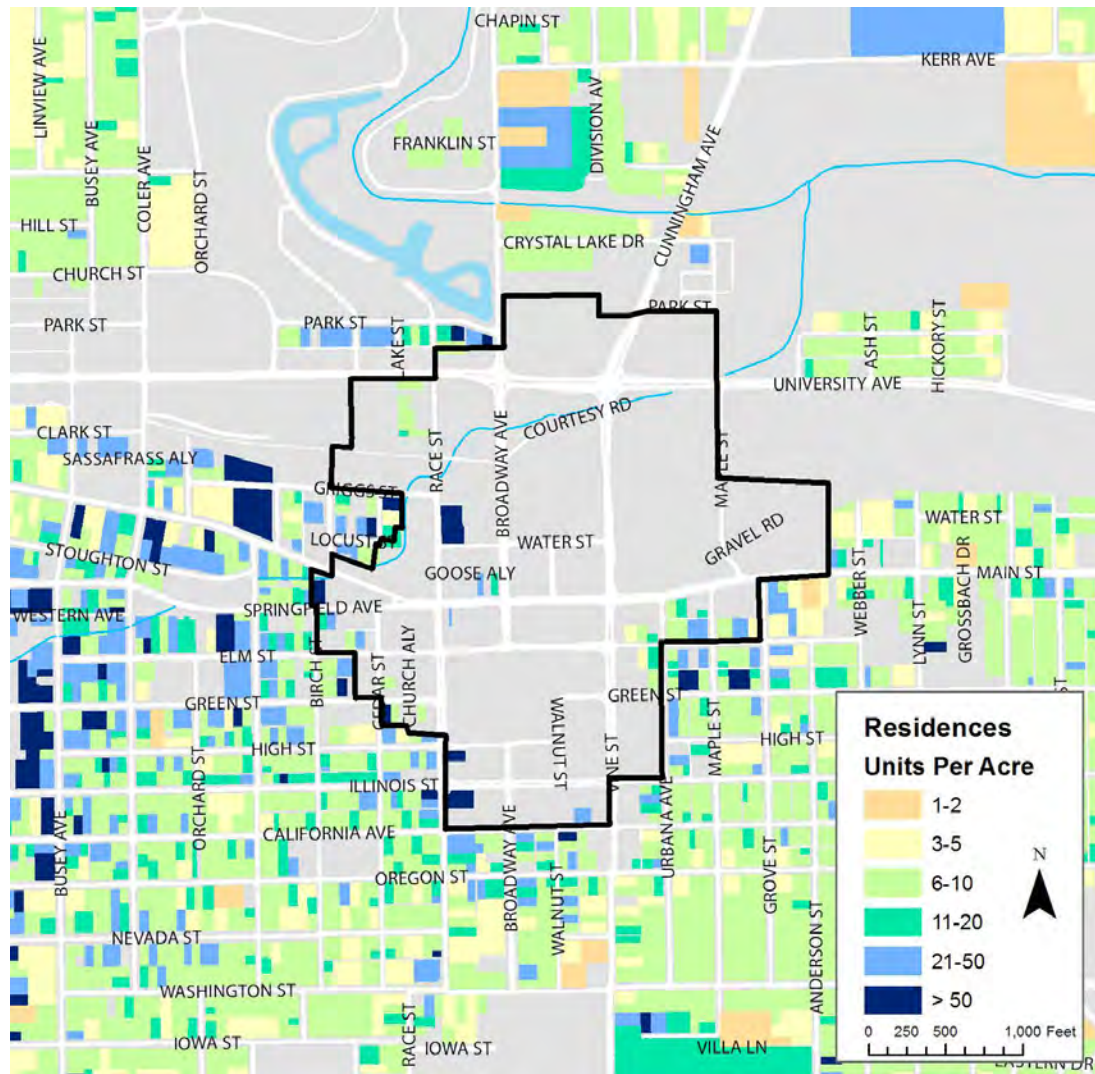 CHAPIN ST
KERR AVE
LINVIEW AVE
BUSEY AVE
COLER AVE
ORCHARD ST
FRANKLIN ST
DIVISION AV
CUNNINGHAM AVE
HILL ST
CRYSTAL LAKE DR
CHURCH ST
PARK ST
PARK ST
PARK ST
LAKE ST
ASH ST
HICKORY ST
UNIVERSITY AVE
COURTESY RD
CLARK ST
RACE ST
BROADWAY AVE
SASSAFRASS ALY
GRIGGS ST
MAPLE ST
GRAVEL RD
WATER ST
LOCUST ST
WATER ST
STOUGHTON ST
GOOSE ALY
MAIN ST
WEBBER ST
LYNN ST
GROSSBACH DR
WESTERN AVE
SPRINGFIELD AVE
ELM ST
BIRCH ST
CEDAR ST
CHURCH ALY
GREEN ST
GREEN ST
WALNUT ST
VINE ST
MAPLE ST
HIGH ST
HIGH ST
ST
ORCHARD ST
ILLINOIS ST
BUSEY AVE
CALIFORNIA AVE
BROADWAY AVE
URBANA AVE
OREGON ST
WALNUT ST
GROVE ST
ANDERSON ST
NEVADA ST
WASHINGTON ST
IOWA ST
RACE ST
IOWA ST
VILLA LN
EASTERN DR
Residences
Units Per Acre
1-2
3-5
6-10
11-20
21-50
> 50
N
0 250 500 1,000 Feet